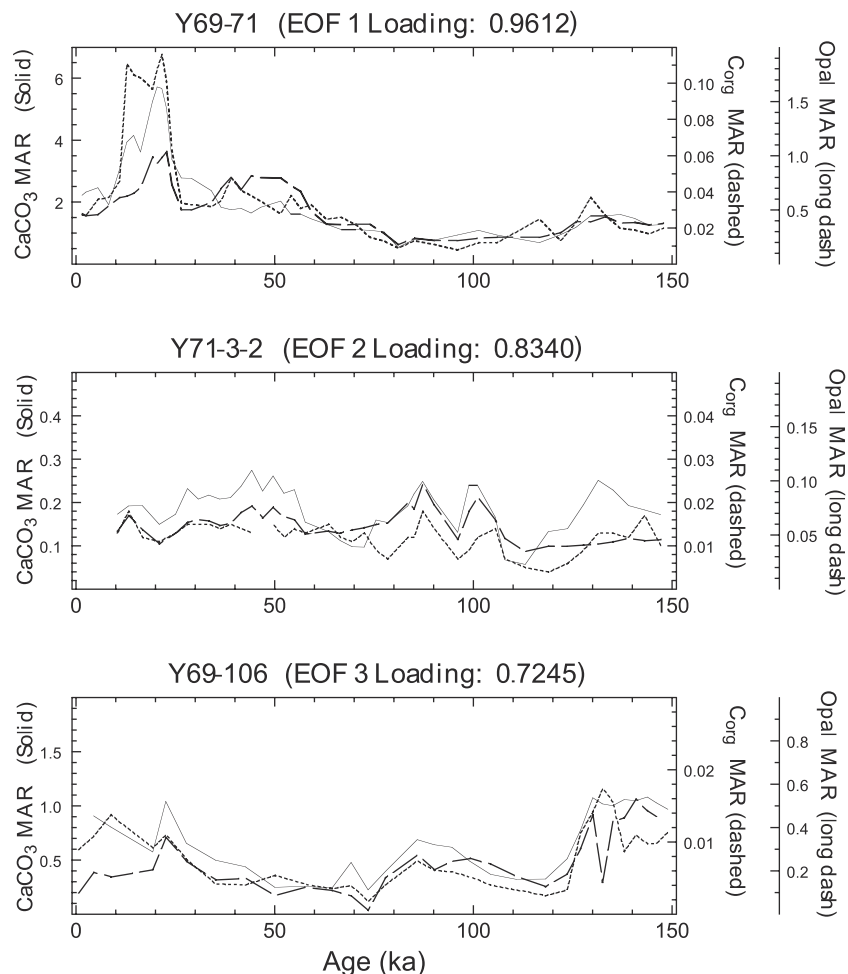 Y69-71 (EOF 1 Loading: 0.9612)
CaCO3 MAR (Solid)
6
4
2
0.10
0.08
0.06
0.04
0.02
Corg MAR (dashed)
1.5
1.0
0.5
Opal MAR (long dash)
0 50 100 150
Y71-3-2 (EOF 2 Loading: 0.8340)
CaCO3 MAR (Solid)
0.4
0.3
0.2
0.1
0.04
0.03
0.02
0.01
Corg MAR (dashed)
0.15
0.10
0.05
Opal MAR (long dash)
0 50 100 150
Y69-106 (EOF 3 Loading: 0.7245)
CaCO3 MAR (Solid)
1.5
1.0
0.5
0.02
0.01
Corg MAR (dashed)
0.8
0.6
0.4
0.2
Opal MAR (long dash)
0 50 100 150
Age (ka)